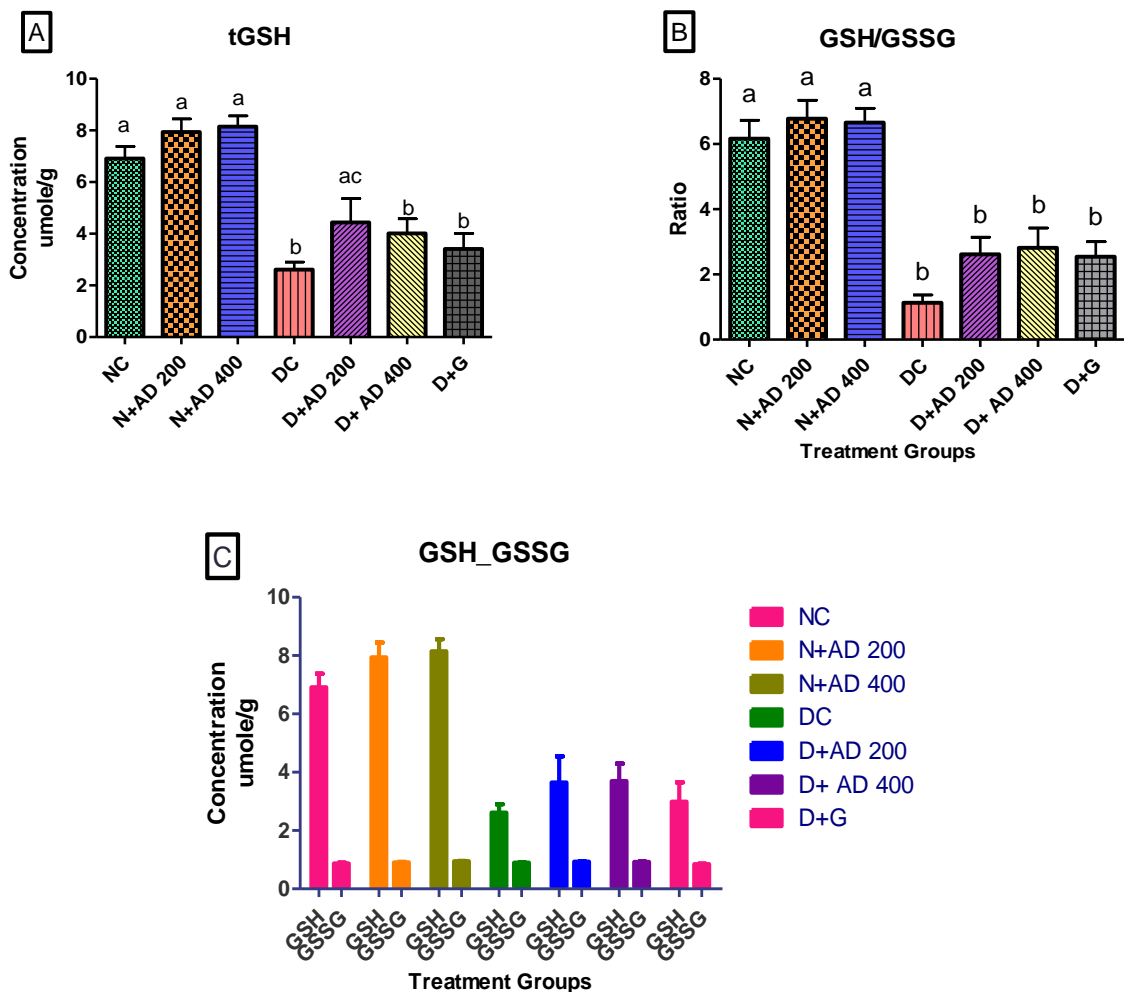 A
tGSH
Concentration
umole/g
10
8
6
4
2
0
a
a
a
b
ac
b
b
NC
N+AD 200
N+AD 400
DC
D+AD 200
D+ AD 400
D+G
B
GSH/GSSG
Ratio
8
6
4
2
0
a
a
a
b
b
b
b
NC
N+AD 200
N+AD 400
DC
D+AD 200
D+ AD 400
D+G
Treatment Groups
C
GSH_GSSG
Concentration
umole/g
10
8
6
4
2
0
GSH
GSSG
GSH
GSSG
GSH
GSSG
GSH
GSSG
GSH
GSSG
GSH
GSSG
GSH
GSSG
Treatment Groups
NC
N+AD 200
N+AD 400
DC
D+AD 200
D+ AD 400
D+G